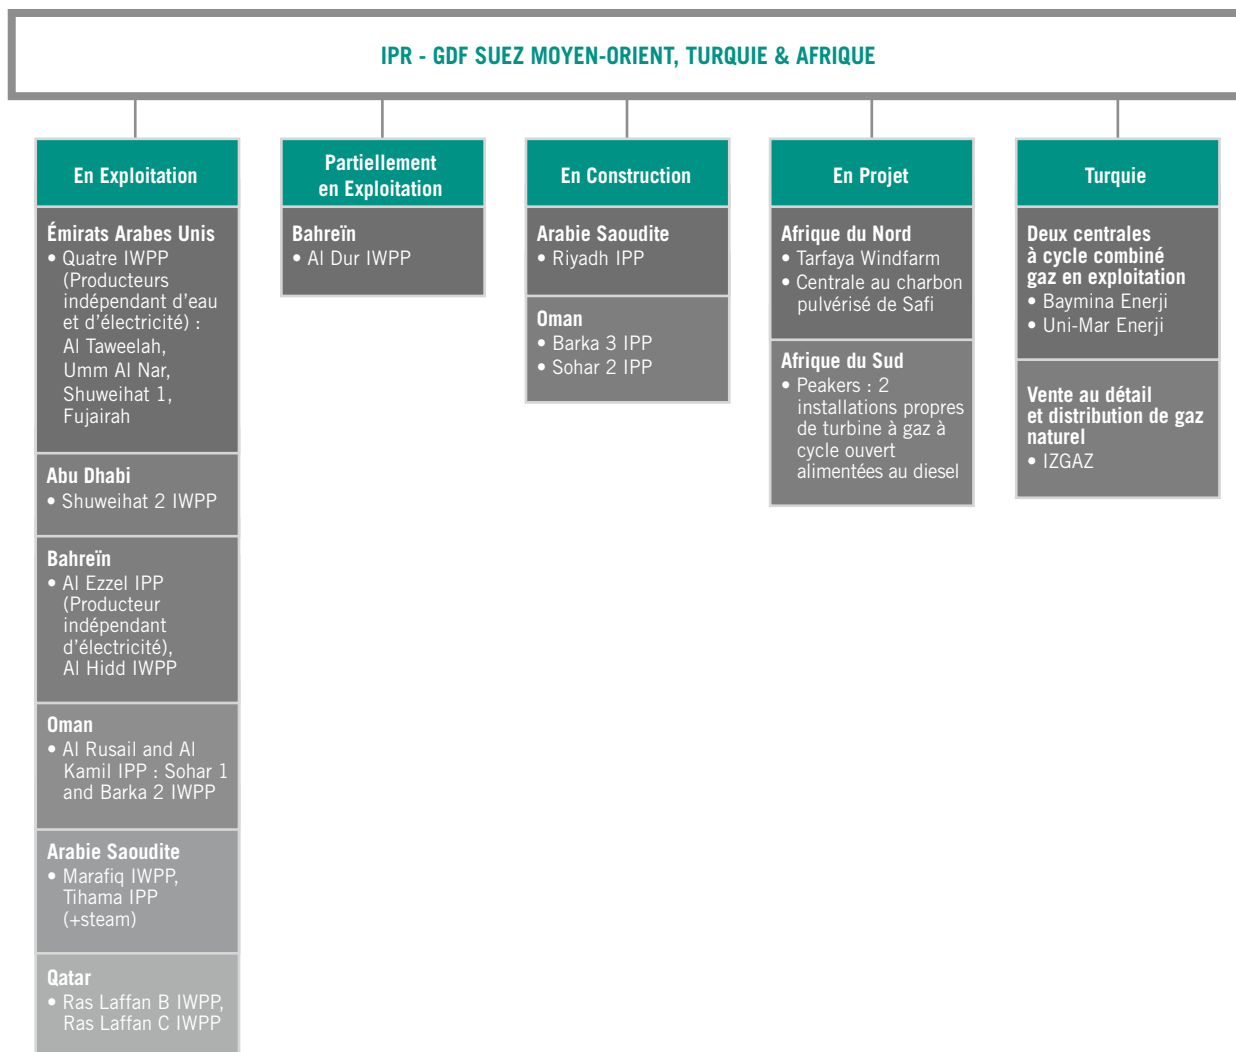 IPR - GDF SUEZ MOYEN-ORIENT, TURQUIE & AFRIQUE
En Exploitation
Émirats Arabes Unis
• Quatre IWPP
(Producteurs
indépendant d'eau
et d'électricité) :
Al Taweelah,
Umm Al Nar,
Shuweihat 1,
Fujairah
Abu Dhabi
• Shuweihat 2 IWPP
Bahreïn
• Al Ezzel IPP
(Producteur
indépendant
d'électricité),
Al Hidd IWPP
Oman
• Al Rusail and Al
Kamil IPP : Sohar 1
and Barka 2 IWPP
Arabie Saoudite
• Marafiq IWPP,
Tihama IPP
(+steam)
Qatar
• Ras Laffan B IWPP,
Ras Laffan C IWPP
Partiellement
en Exploitation
Bahreïn
• Al Dur IWPP
En Construction
Arabie Saoudite
• Riyadh IPP
Oman
• Barka 3 IPP
• Sohar 2 IPP
En Projet
Afrique du Nord
• Tarfaya Windfarm
• Centrale au charbon
pulvérisé de Safi
Afrique du Sud
• Peakers : 2
installations propres
de turbine à gaz à
cycle ouvert
alimentées au diesel
Turquie
Deux centrales
à cycle combiné
gaz en exploitation
• Baymina Enerji
• Uni-Mar Enerji
Vente au détail
et distribution de gaz
naturel
• IZGAZ